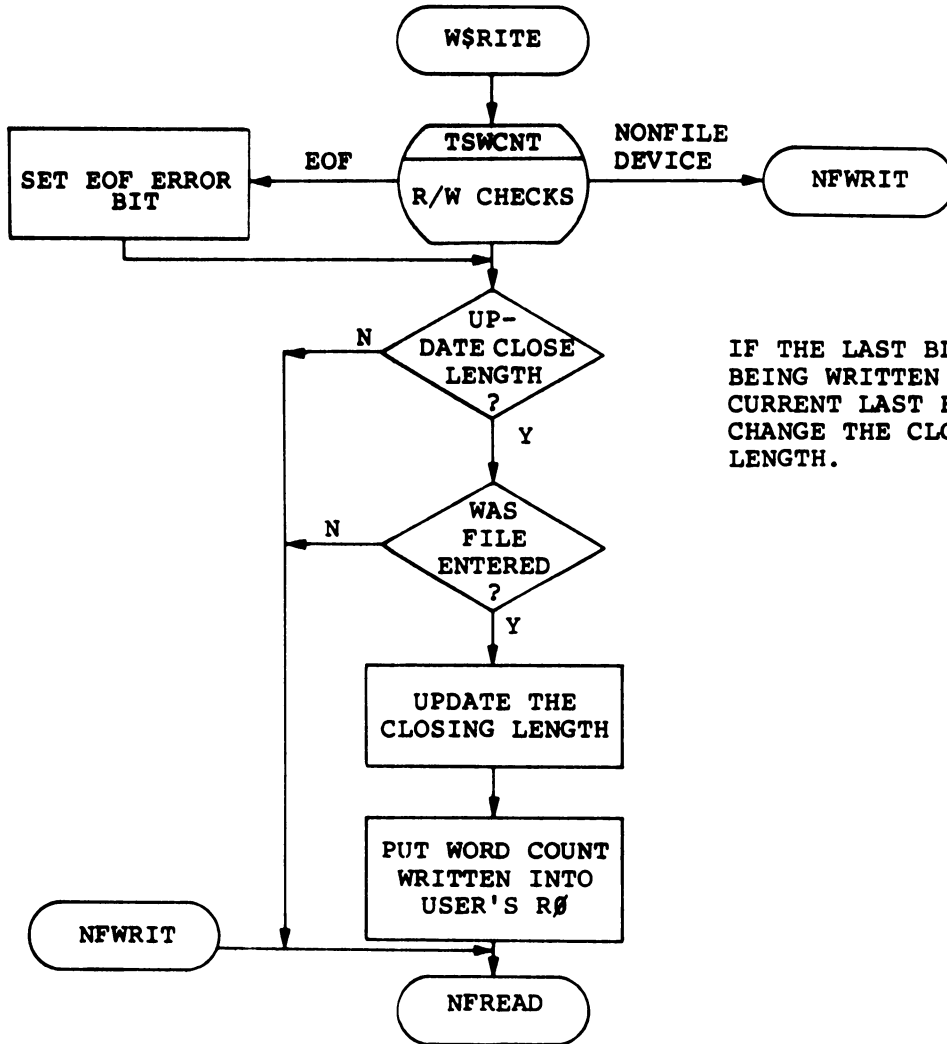 W$RITE
TSWCNT
R/W CHECKS
EOF
SET EOF ERROR
BIT
NONFILE
DEVICE
NFWRIT
UP-
DATE CLOSE
LENGTH
?
N
Y
IF THE LAST
BEING WRITTEN
CURRENT LAST
CHANGE THE
LENGTH.
WAS
FILE
ENTERED
?
N
Y
UPDATE THE
CLOSING LENGTH
PUT WORD COUNT
WRITTEN INTO
USER'S RØ
NFWRIT
NFREAD